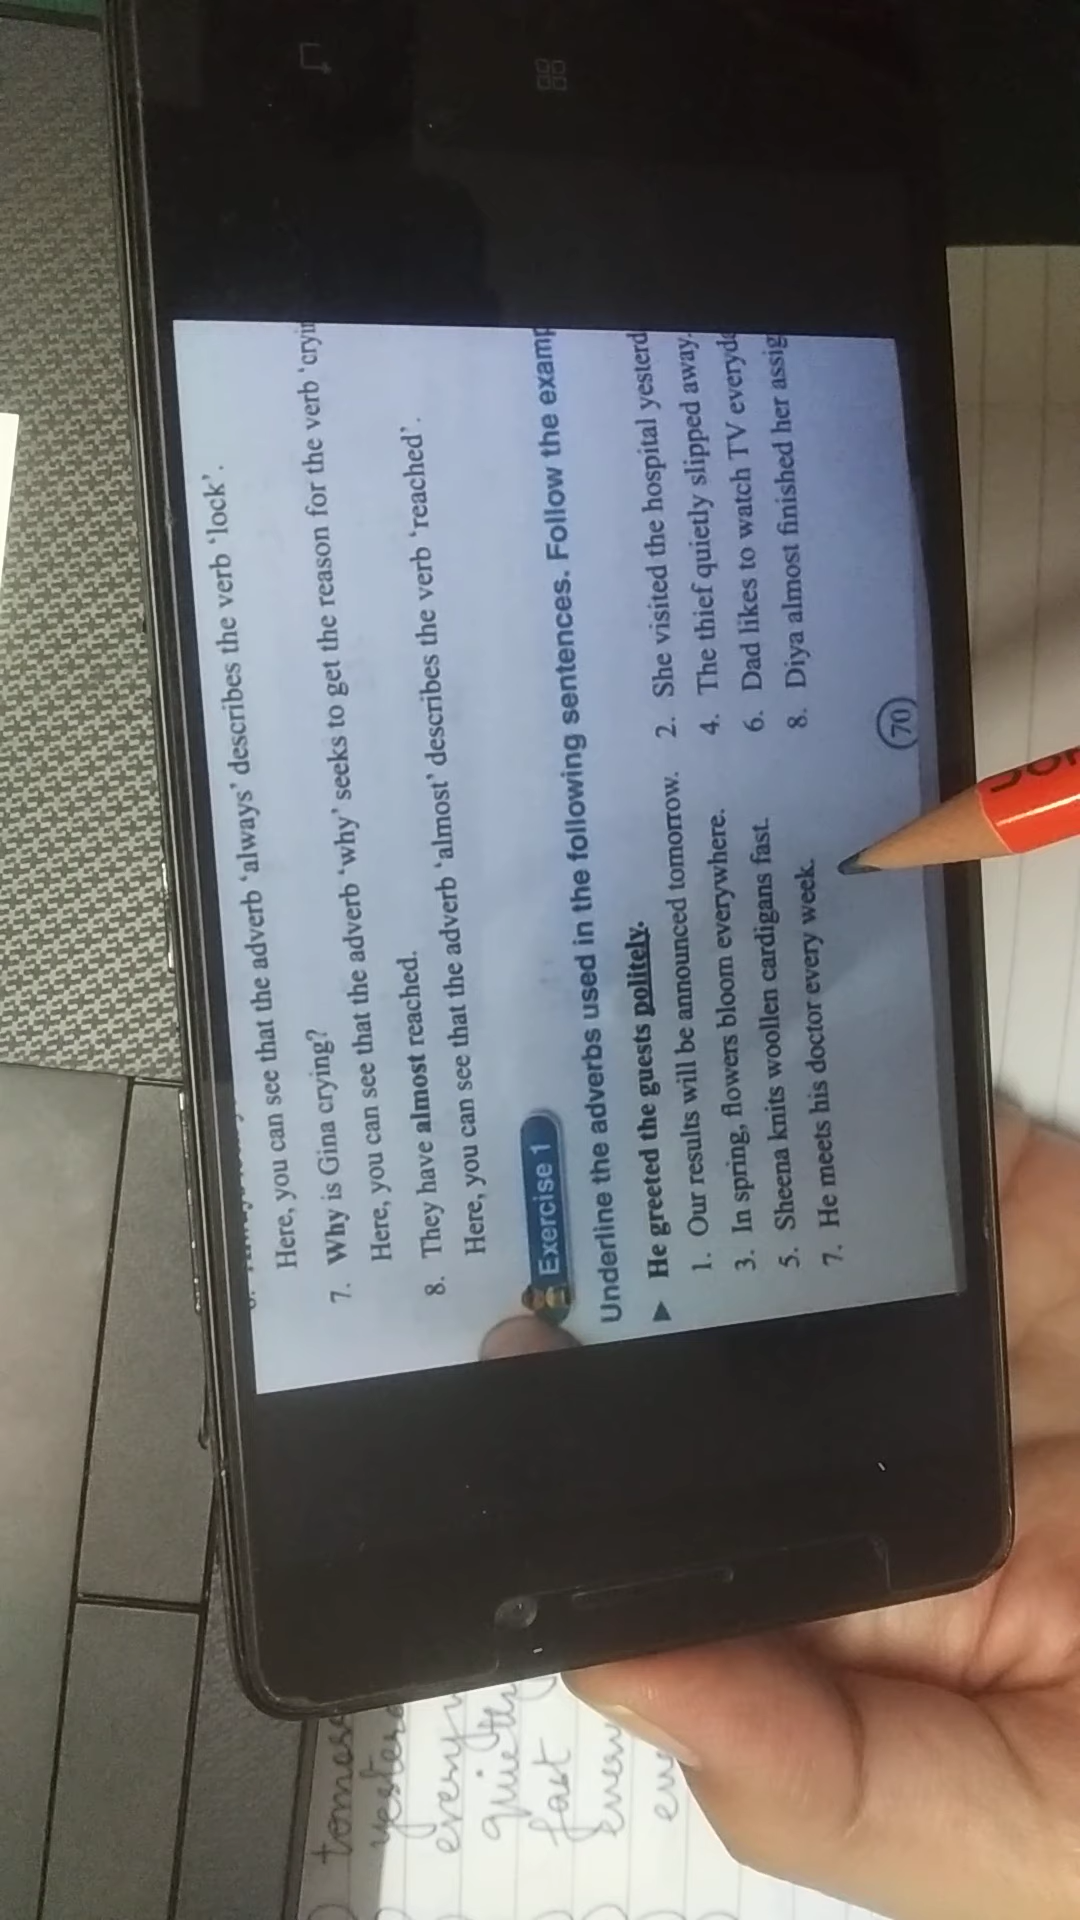 Here, you can see that the adverb ‘always’ describes the verb ‘lock’.
7. Why is Gina crying?
Here, you can see that the adverb ‘why’ seeks to get the reason for the verb
8. They have almost reached.
Here, you can see that the adverb ‘almost’ describes the verb ‘reached’.
Exercise 1
Underline the adverbs used in the following sentences. Follow the
▶ He greeted the guests politely.
1. Our results will be announced tomorrow. 2. She visited the hospital
3. In spring, flowers bloom everywhere. 4. The thief quietly slipped away.
5. Sheena knits woollen cardigans fast. 6. Dad likes to watch TV
7. He meets his doctor every week. 8. Diya almost finished her
70
fast